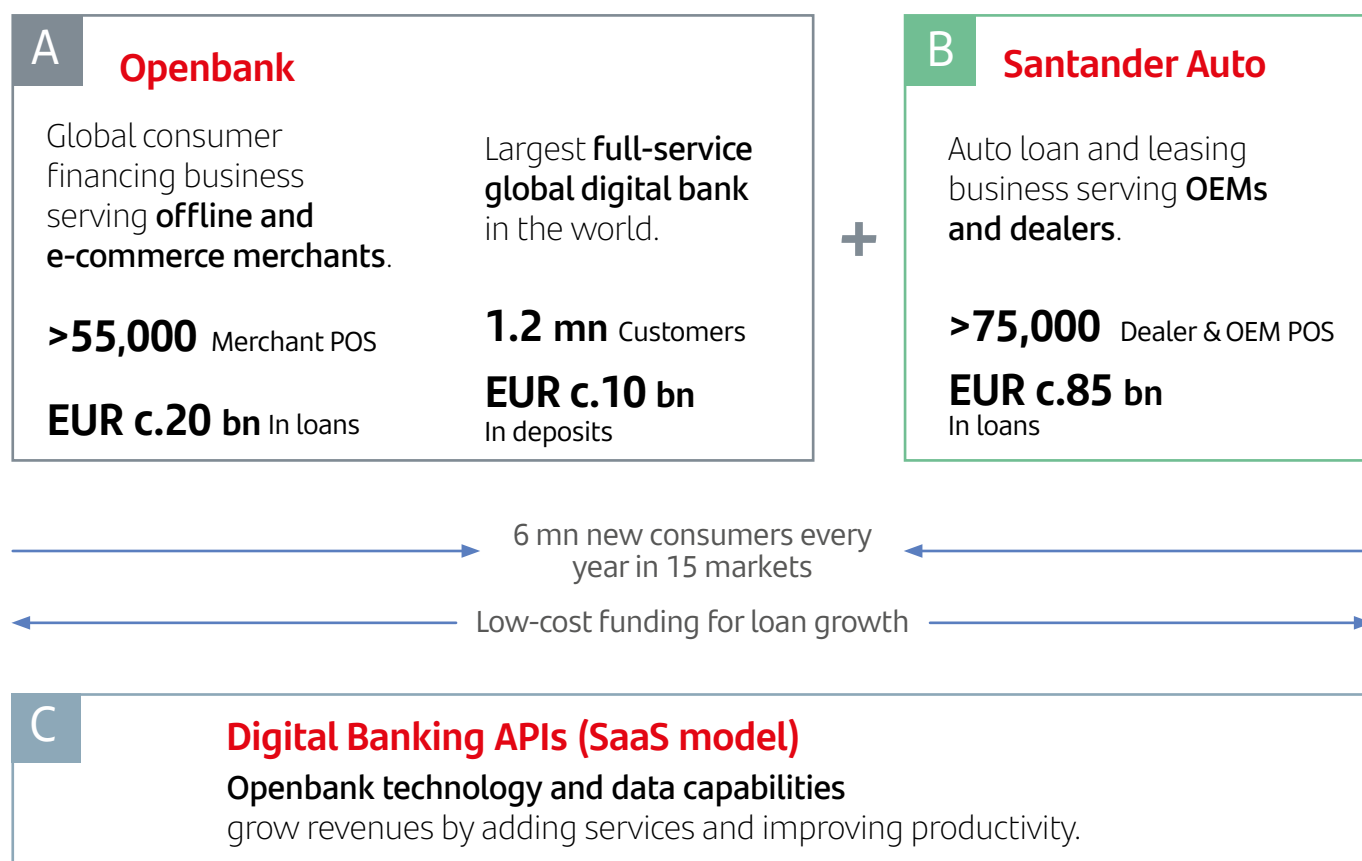 A
Openbank
Global consumer
financing business
serving offline and
e-commerce merchants.
>55,000 Merchant POS
EUR c.20 bn In loans
Largest full-service
global digital bank
in the world.
1.2 mn Customers
EUR c.10 bn
In deposits
+
B
Santander Auto
Auto loan and leasing
business serving OEMs
and dealers.
>75,000 Dealer & OEM POS
EUR c.85 bn
In loans
6 mn new consumers every
year in 15 markets
Low-cost funding for loan growth
C
Digital Banking APIs (SaaS model)
Openbank technology and data capabilities
grow revenues by adding services and improving productivity.